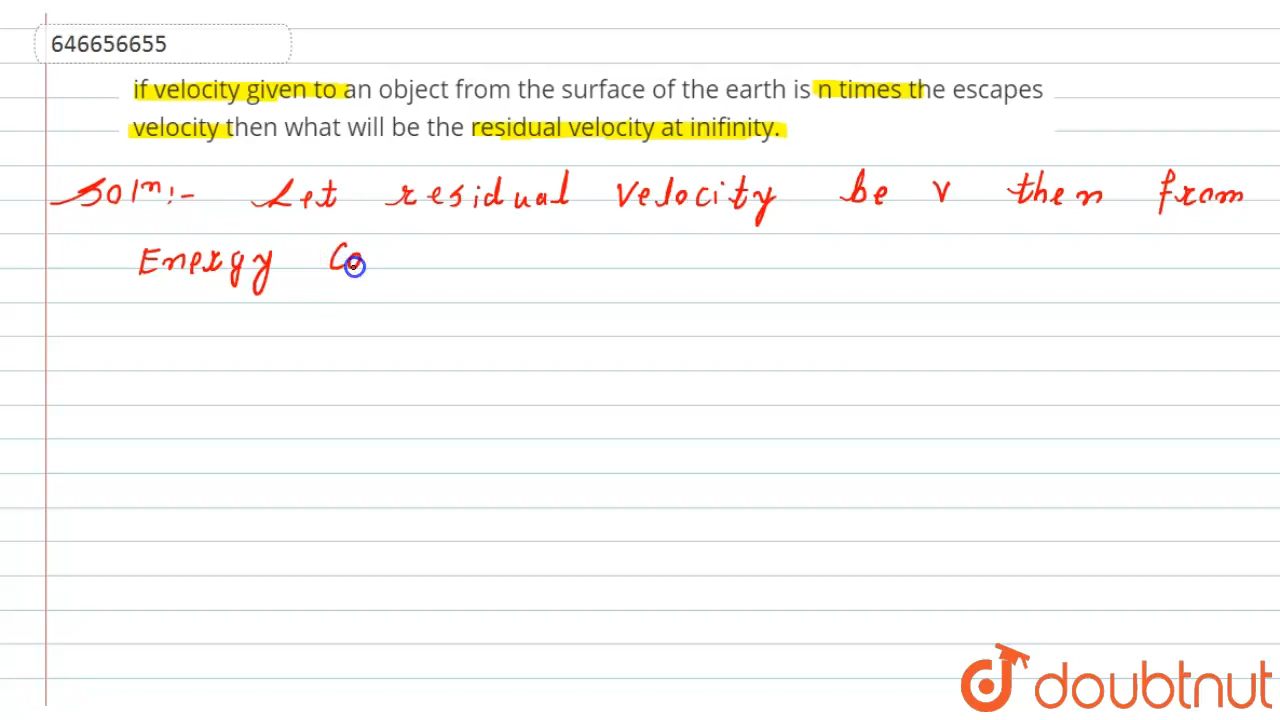 646656655
if velocity given to an object from the surface of the earth is n times the escapes
velocity then what will be the residual velocity at inifinity.
Soln:- Let residual velocity be v then from
Energy Co
doubtnut